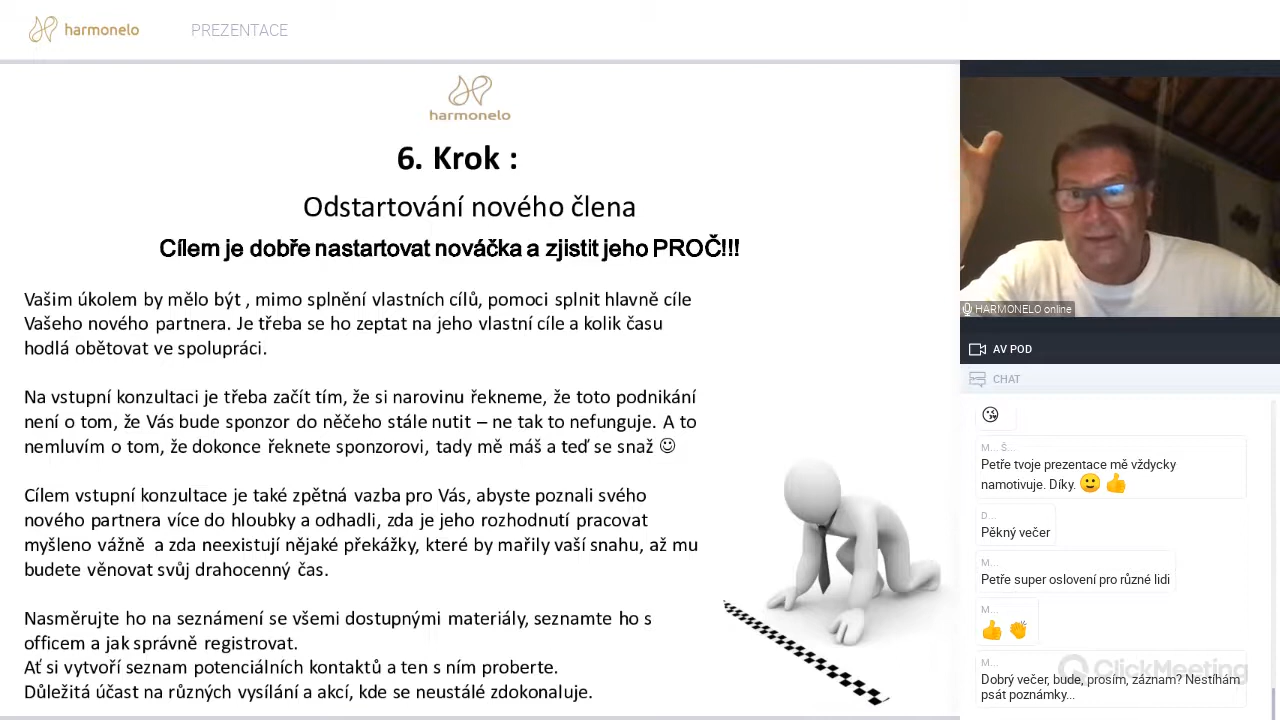 harmonelo
PREZENTACE
harmonelo
6. Krok :
Odstartování nového člena
Cílem je dobře nastartovat nováčka a zjistit jeho PROČ!!!
Vašim úkolem by mělo být , mimo splnění vlastních cílů, pomoci splnit hlavně cíle
Vašeho nového partnera. Je třeba se ho zeptat na jeho vlastní cíle a kolik času
hodlá obětovat ve spolupráci.
Na vstupní konzultaci je třeba začít tím, že si narovinu řekneme, že toto podnikání
není o tom, že Vás bude sponzor do něčeho stále nutit – ne tak to nefunguje. A to
nemluvím o tom, že dokonce řeknete sponzorovi, tady mě máš a teď se snaž ☺
Cílem vstupní konzultace je také zpětná vazba pro Vás, abyste poznali svého
nového partnera více do hloubky a odhadli, zda je jeho rozhodnutí pracovat
myšleno vážně a zda neexistují nějaké překážky, které by mařily vaší snahu, až mu
budete věnovat svůj drahocenný čas.
Nasměrujte ho na seznámení se všemi dostupnými materiály, seznamte ho s
officem a jak správně registrovat.
Ať si vytvoří seznam potenciálních kontaktů a ten s ním proberte.
Důležitá účast na různých vysílání a akcí, kde se neustálé zdokonaluje.
HARMONELO online
AV POD
CHAT
😘
M... Š...
Petře tvoje prezentace mě vždycky
namotivuje. Díky. 🙂 👍
D...
Pěkný večer
M...
Petře super oslovení pro různé lidi
M...
👍 👏
M...
Dobrý večer, bude, prosím, záznam? Nestíhám
psát poznámky...
ClickMeeting